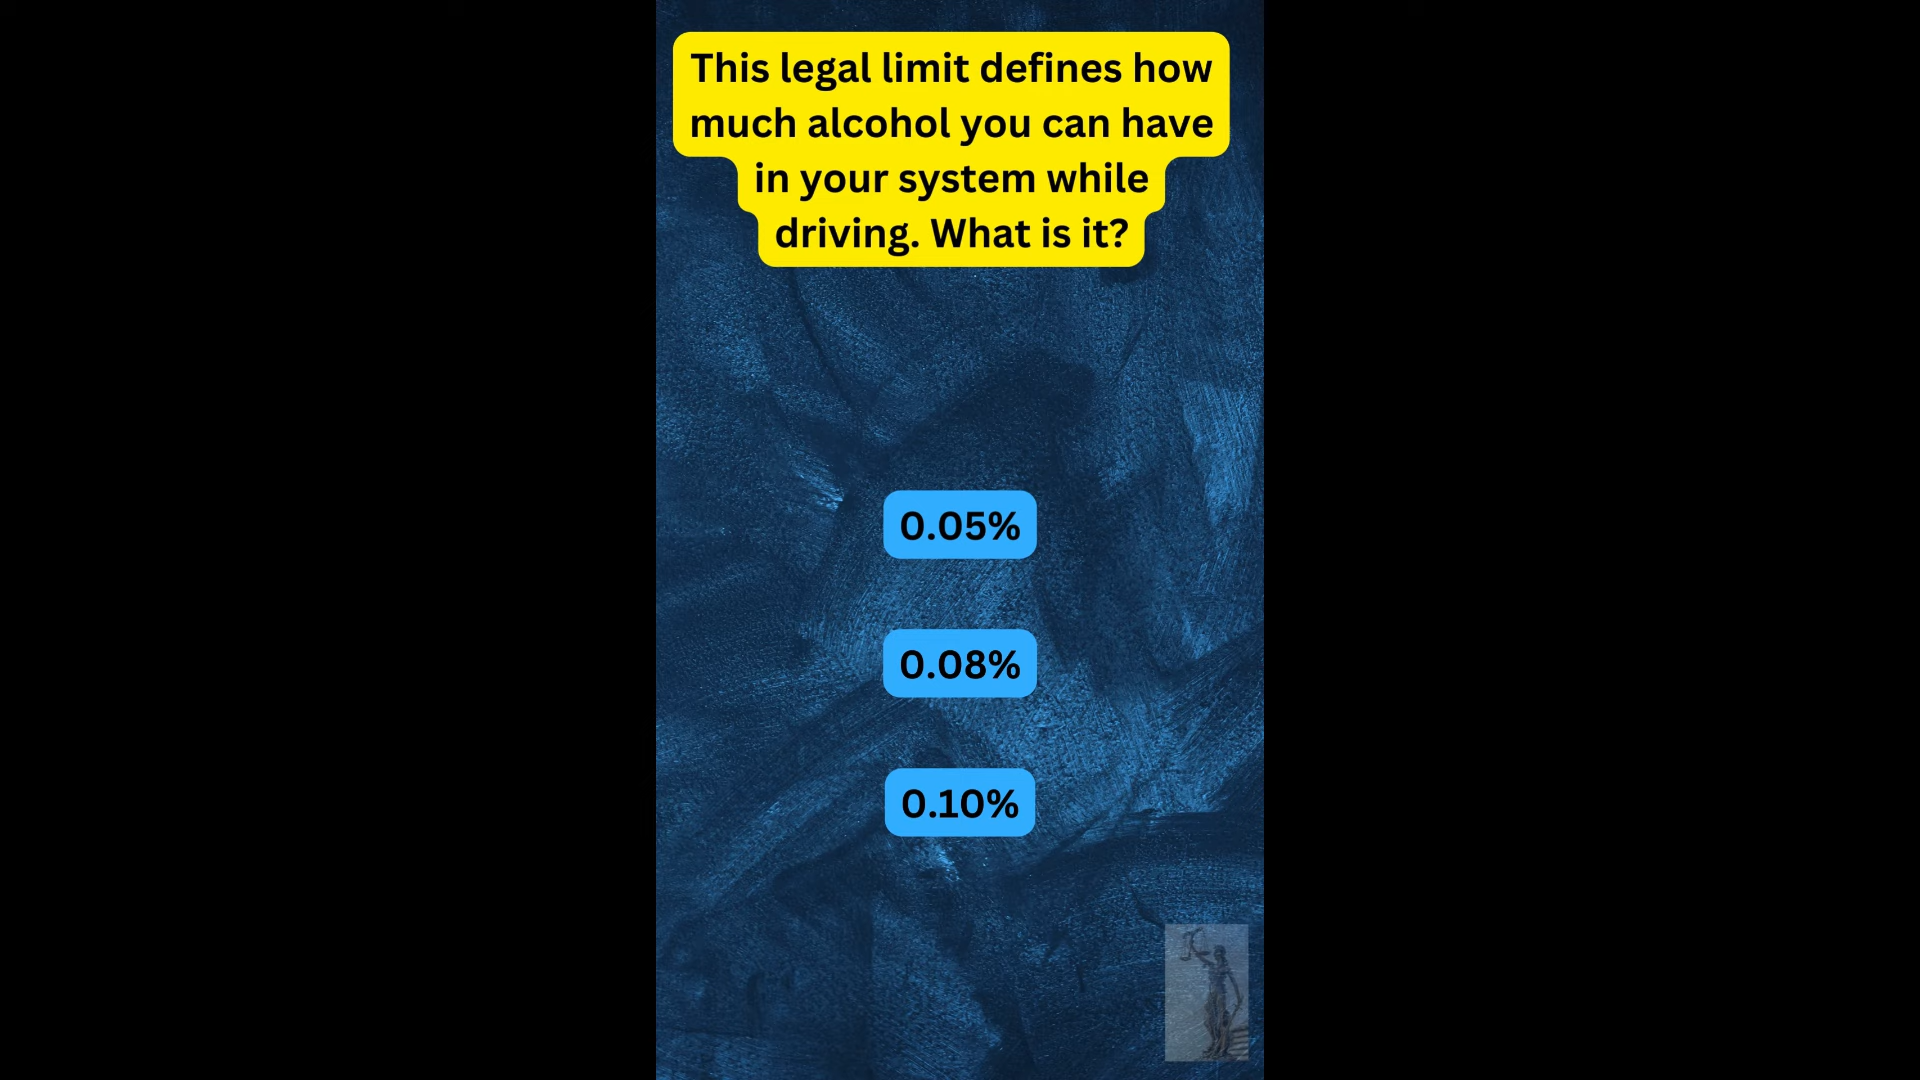 This legal limit defines how
much alcohol you can have
in your system while
driving. What is it?
0.05%
0.08%
0.10%